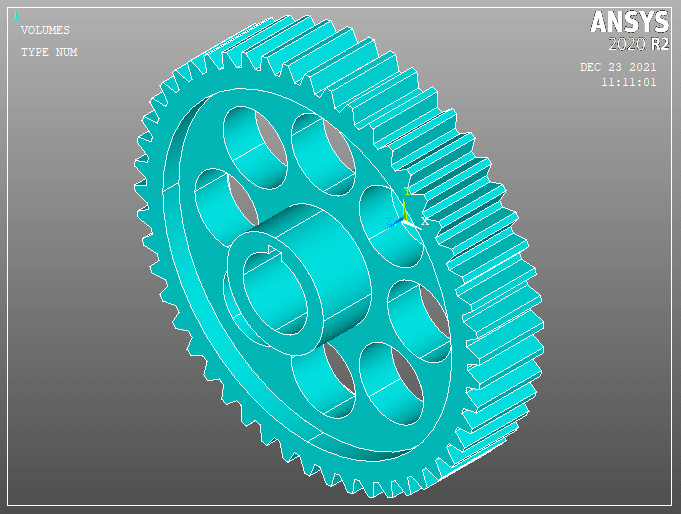 1
VOLUMES
TYPE NUM
ANSYS
2020 R2
DEC 23 2021
11:11:01
Y
X
Z